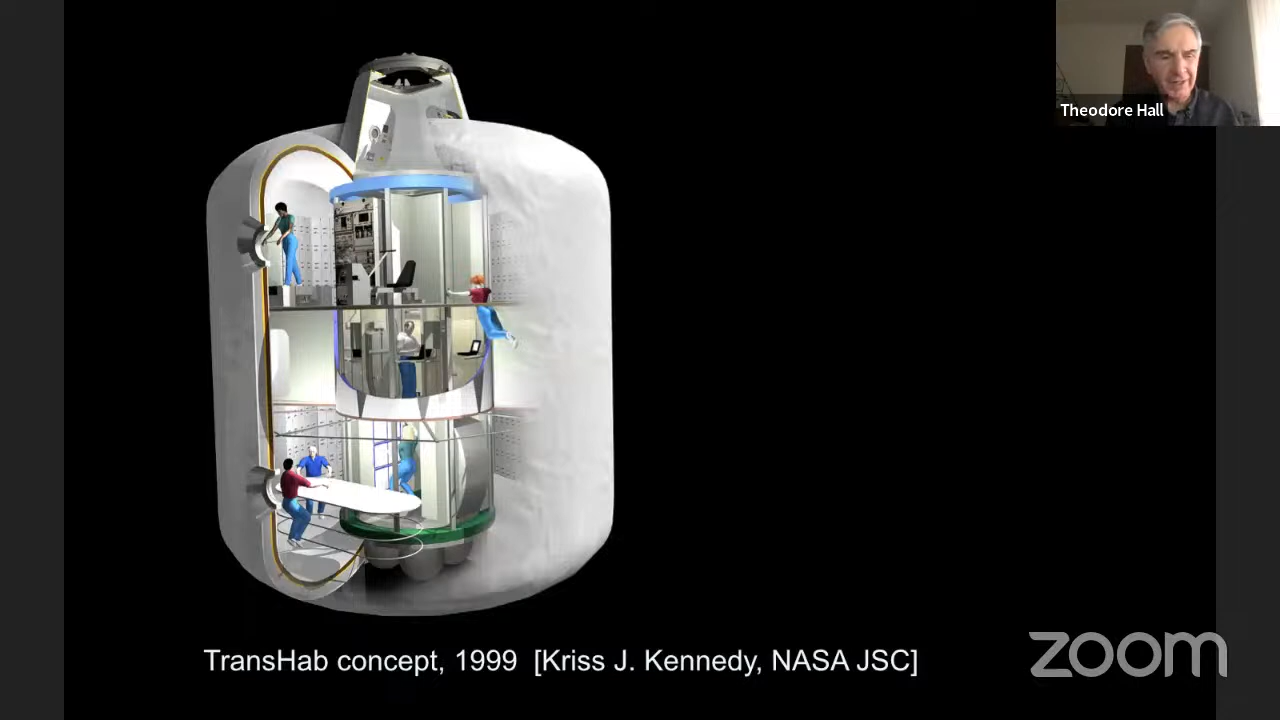 Theodore Hall
TransHab concept, 1999 [Kriss J. Kennedy, NASA JSC]
zoom